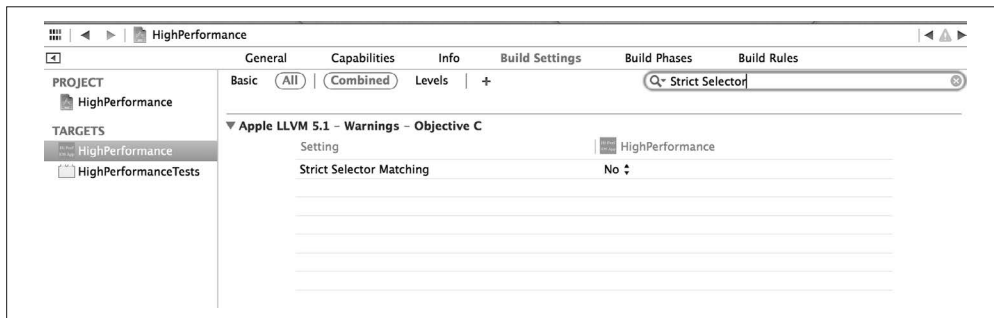 HighPerformance
General Capabilities Info Build Settings Build Phases Build Rules
Basic All Combined Levels + Strict Selector
PROJECT
HighPerformance
TARGETS
HighPerformance
HighPerformanceTests
Apple LLVM 5.1 - Warnings - Objective C
Setting HighPerformance
Strict Selector Matching No